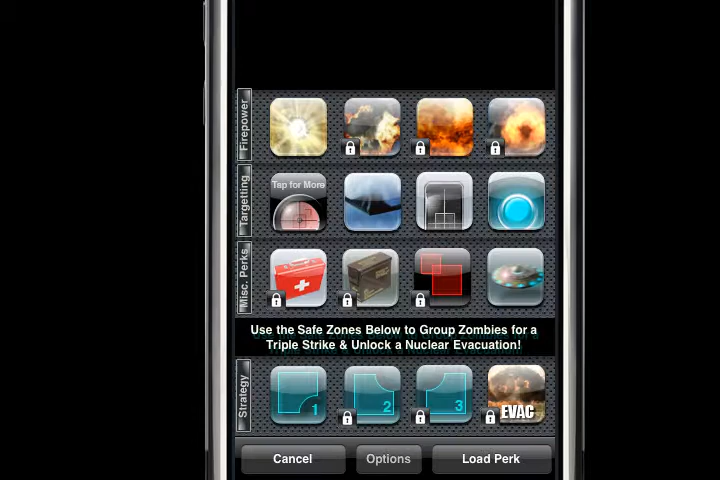 Firepower
Targetting
Tap for More
Misc. Perks
Use the Safe Zones Below to Group Zombies for a
Triple Strike & Unlock a Nuclear Evacuation!
Strategy
1
2
3
EVAC
Cancel
Options
Load Perk